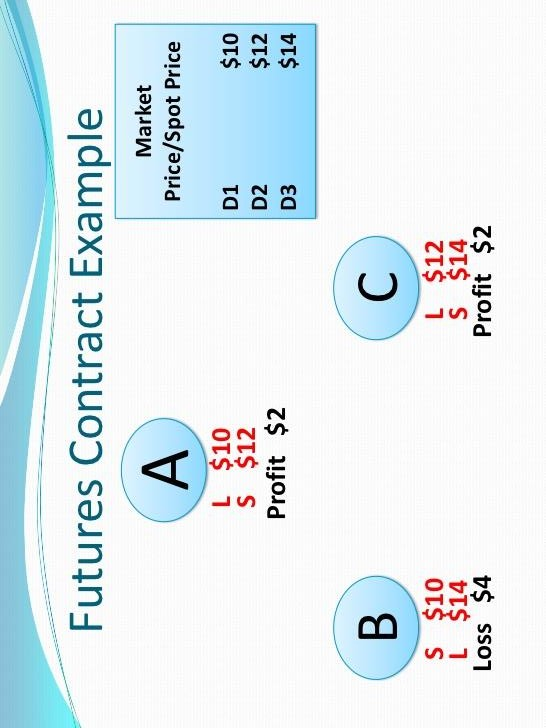 Futures Contract Example
Market
Price/Spot Price
D1 $10
D2 $12
D3 $14
A
L $10
S $12
Profit $2
B
S $10
L $14
Loss $4
C
L $12
S $14
Profit $2